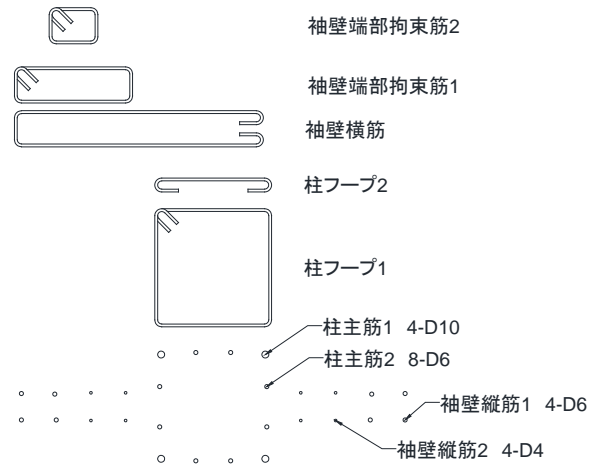 袖壁端部拘束筋2
袖壁端部拘束筋1
袖壁横筋
柱フープ2
柱フープ1
柱主筋1 4-D10
柱主筋2 8-D6
袖壁縦筋1 4-D6
袖壁縦筋2 4-D4